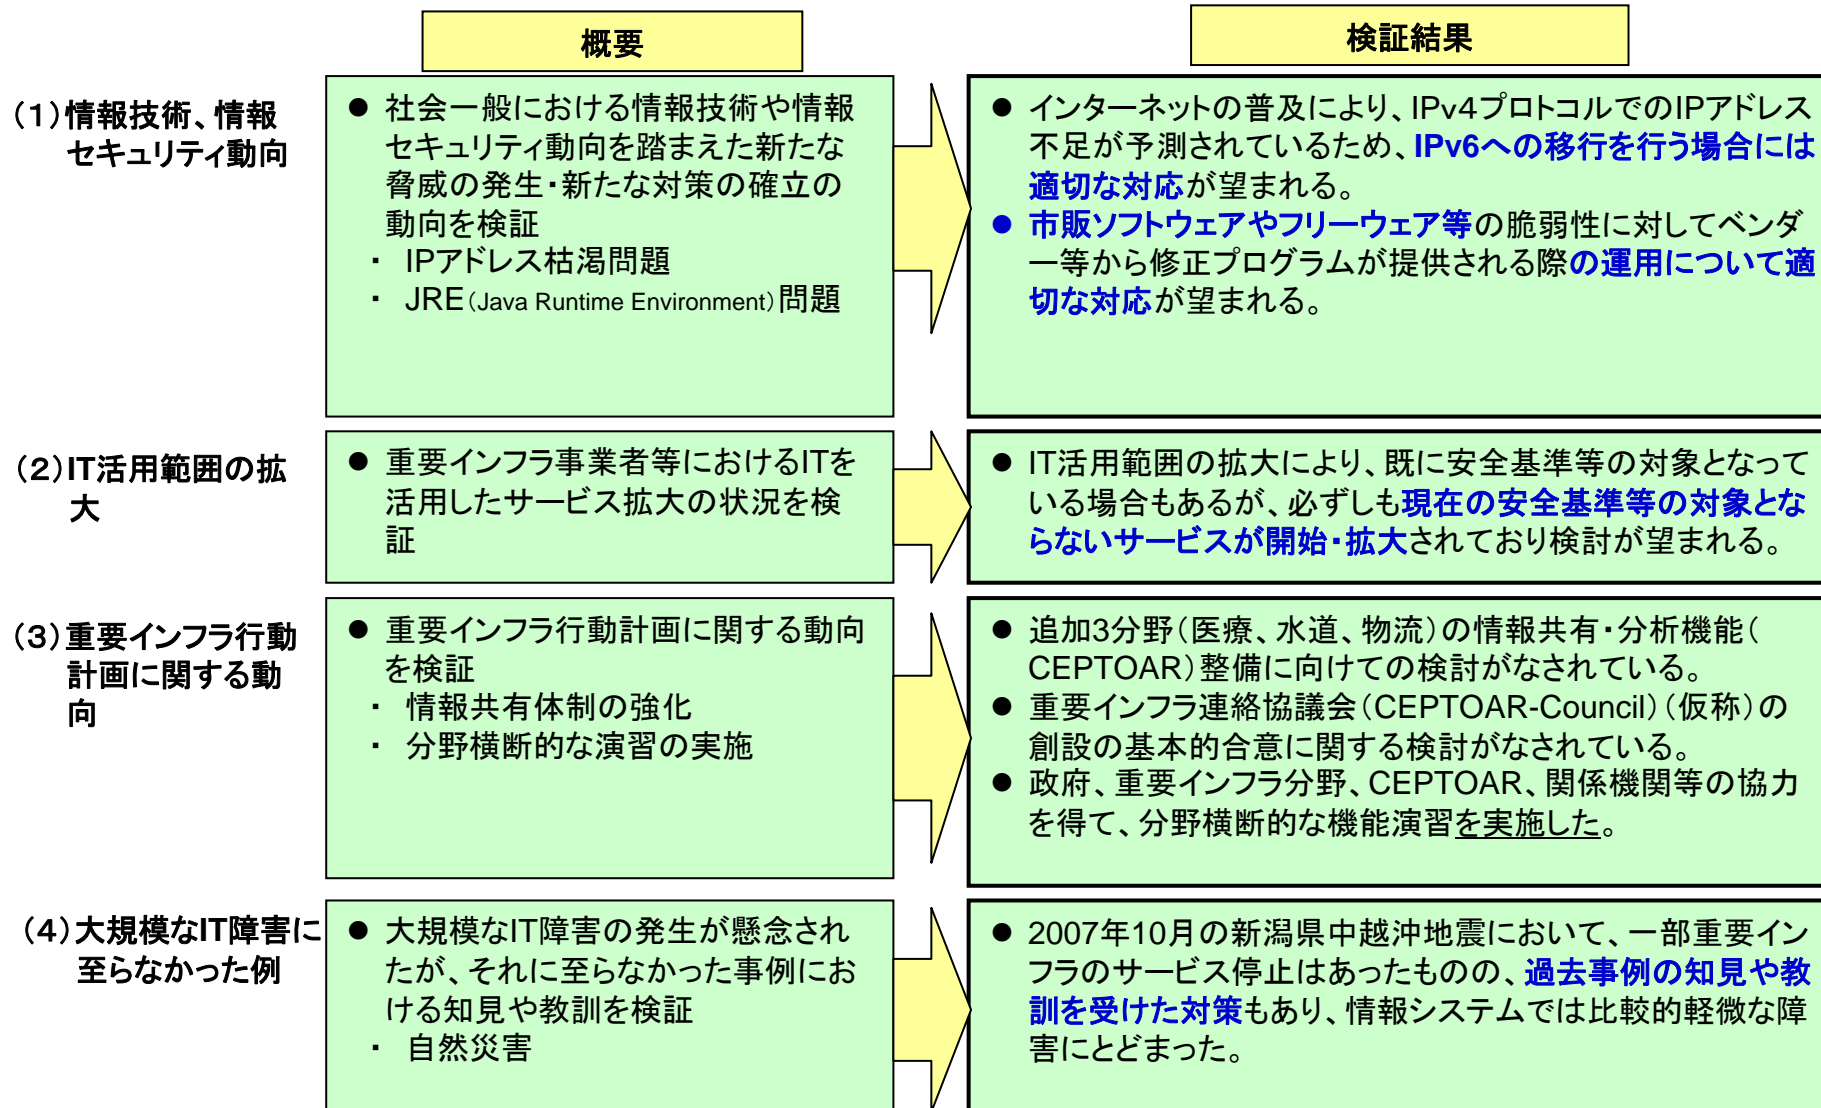 概要
検証結果
(1)情報技術、情報
セキュリティ動向
● 社会一般における情報技術や情報
セキュリティ動向を踏まえた新たな
脅威の発生・新たな対策の確立の
動向を検証
・ IPアドレス枯渇問題
・ JRE(Java Runtime Environment)問題
● インターネットの普及により、IPv4プロトコルでのIPアドレス
不足が予測されているため、IPv6への移行を行う場合には
適切な対応が望まれる。
● 市販ソフトウェアやフリーウェア等の脆弱性に対してベンダ
ー等から修正プログラムが提供される際の運用について適
切な対応が望まれる。
(2)IT活用範囲の拡
大
● 重要インフラ事業者等におけるITを
活用したサービス拡大の状況を検
証
● IT活用範囲の拡大により、既に安全基準等の対象となって
いる場合もあるが、必ずしも現在の安全基準等の対象とな
らないサービスが開始・拡大されており検討が望まれる。
(3)重要インフラ行動
計画に関する動
向
● 重要インフラ行動計画に関する動向
を検証
・ 情報共有体制の強化
・ 分野横断的な演習の実施
● 追加3分野(医療、水道、物流)の情報共有・分析機能(
CEPTOAR)整備に向けての検討がなされている。
● 重要インフラ連絡協議会(CEPTOAR-Council)(仮称)の
創設の基本的合意に関する検討がなされている。
● 政府、重要インフラ分野、CEPTOAR、関係機関等の協力
を得て、分野横断的な機能演習を実施した。
(4)大規模なIT障害に
至らなかった例
● 大規模なIT障害の発生が懸念され
たが、それに至らなかった事例にお
ける知見や教訓を検証
・ 自然災害
● 2007年10月の新潟県中越沖地震において、一部重要イン
フラのサービス停止はあったものの、過去事例の知見や教
訓を受けた対策もあり、情報システムでは比較的軽微な障
害にとどまった。